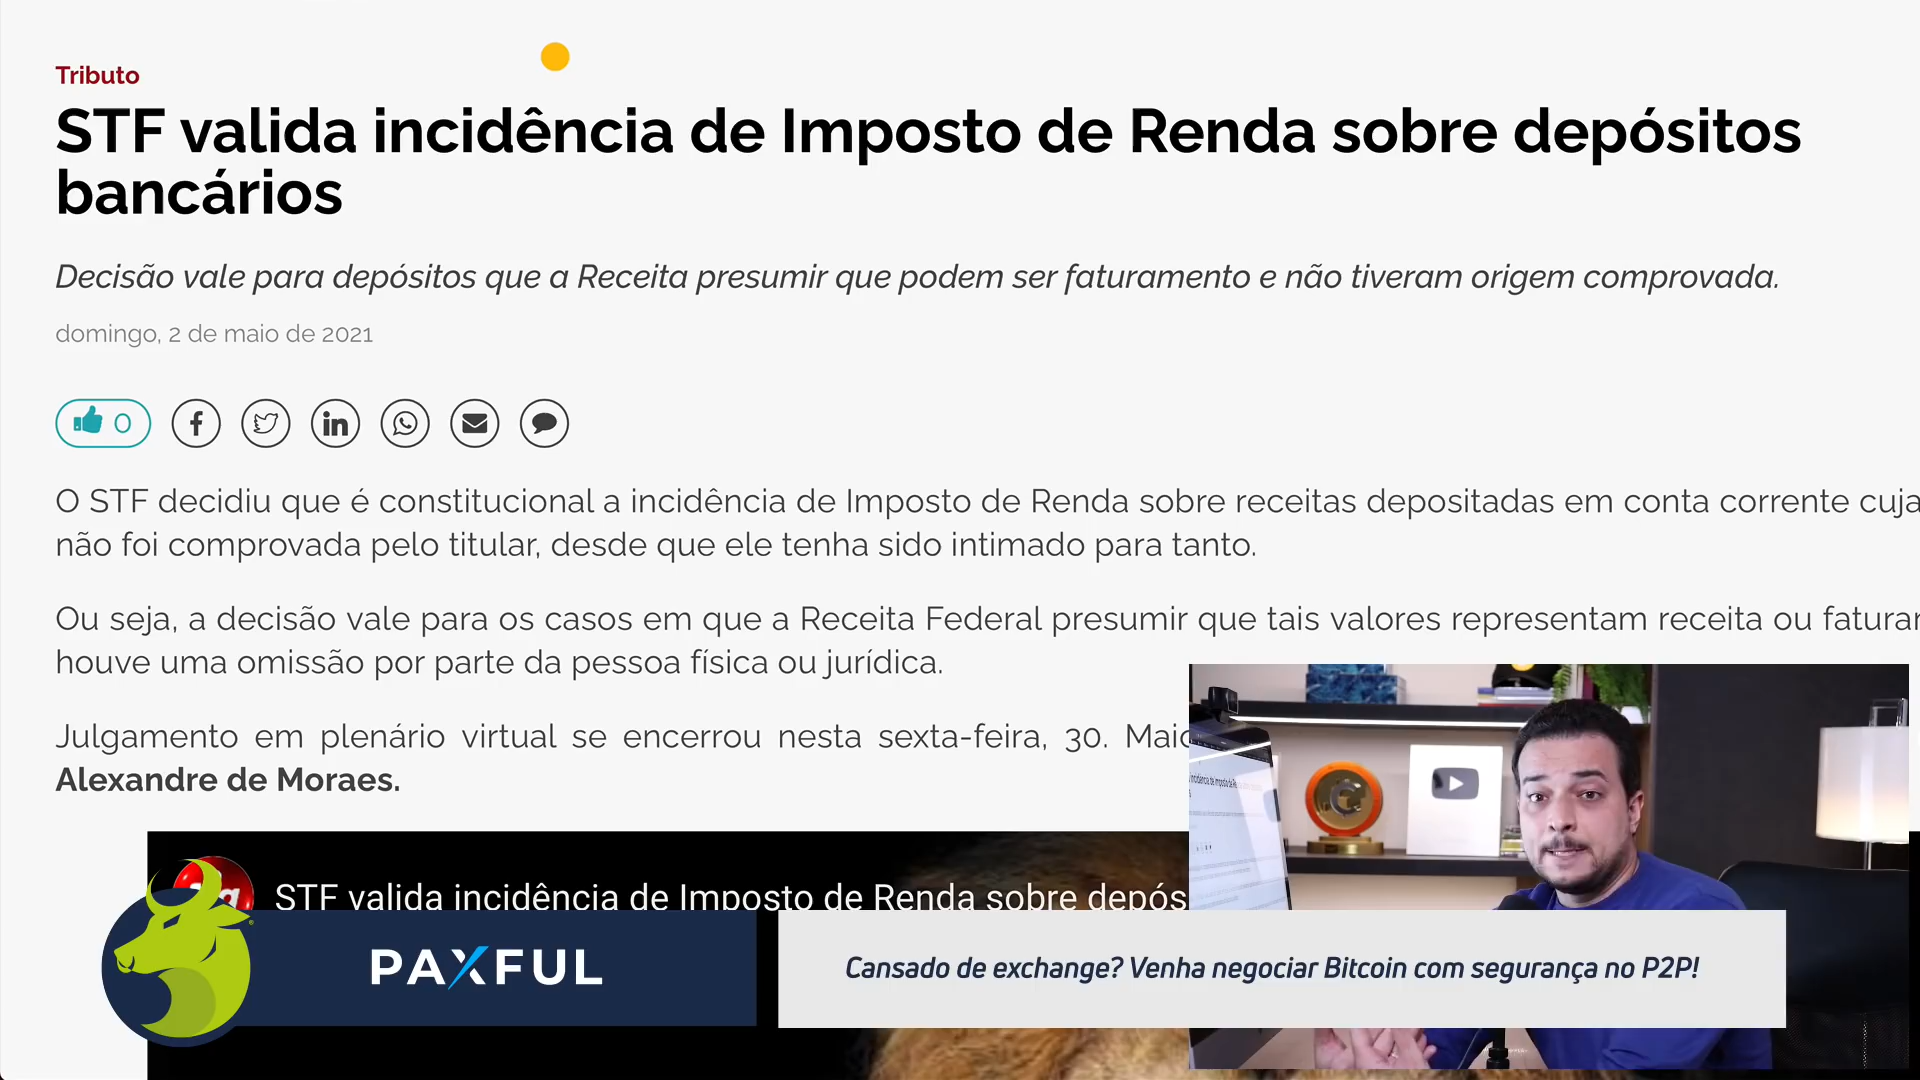 Tributo
STF valida incidência de Imposto de Renda sobre depósitos
bancários
Decisão vale para depósitos que a Receita presumir que podem ser faturamento e não tiveram origem comprovada.
domingo, 2 de maio de 2021
0
O STF decidiu que é constitucional a incidência de Imposto de Renda sobre receitas depositadas em conta corrente cuja
não foi comprovada pelo titular, desde que ele tenha sido intimado para tanto.
Ou seja, a decisão vale para os casos em que a Receita Federal presumir que tais valores representam receita ou
houve uma omissão por parte da pessoa física ou jurídica.
Julgamento em plenário virtual se encerrou nesta sexta-feira, 30.
Alexandre de Moraes.
STF valida incidência de Imposto de Renda sobre
PAXFUL
Cansado de exchange? Venha negociar Bitcoin com segurança no P2P!